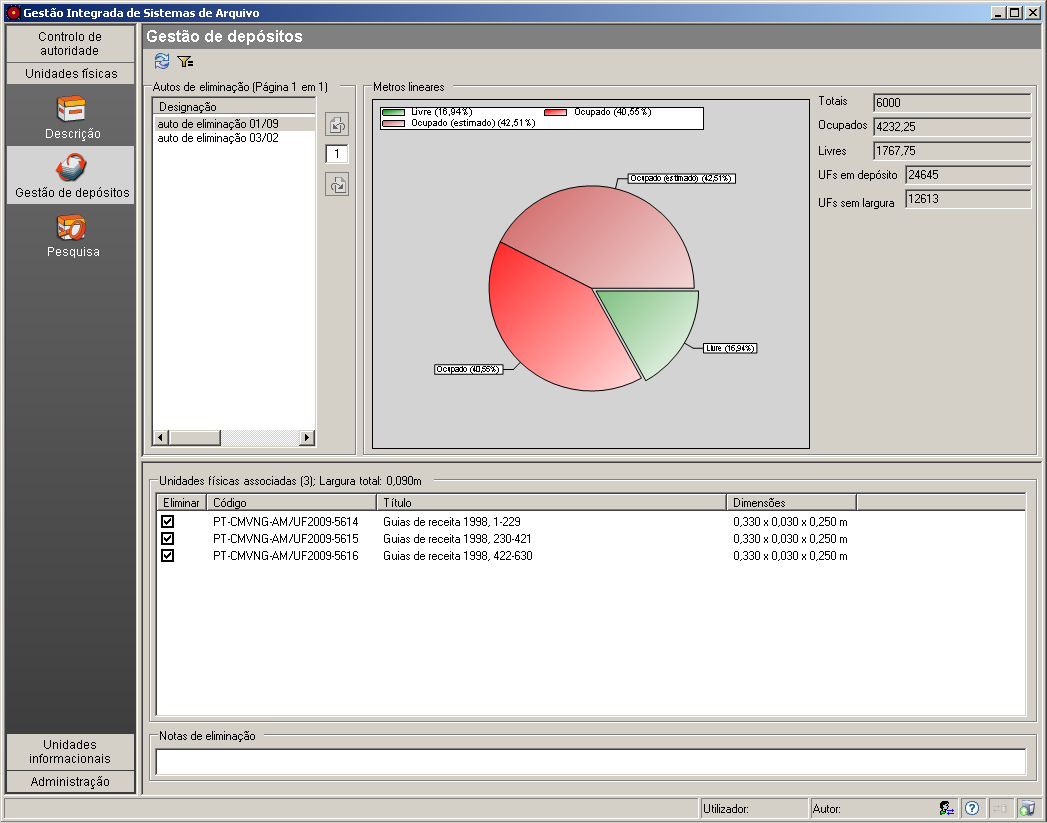 Gestão Integrada de Sistemas de Arquivo
Controlo de
autoridade
Unidades físicas
Descrição
Gestão de depósitos
Pesquisa
Unidades
informacionais
Administração
Gestão de depósitos
Autos de eliminação (Página 1 em 1)
Designação
auto de eliminação 01/09
auto de eliminação 03/02
1
Metros lineares
Livre (16,94%)
Ocupado (40,55%)
Ocupado (estimado) (42,51%)
Ocupado (estimado) (42,51%)
Livre (16,94%)
Ocupado (40,55%)
Totais 6000
Ocupados 4232,25
Livres 1767,75
UFs em depósito 24645
UFs sem largura 12613
Unidades físicas associadas (3); Largura total: 0,090m
Eliminar Código Título Dimensões
PT-CMVNG-AM/UF2009-5614 Guias de receita 1998, 1-229 0,330 x 0,030 x 0,250 m
PT-CMVNG-AM/UF2009-5615 Guias de receita 1998, 230-421 0,330 x 0,030 x 0,250 m
PT-CMVNG-AM/UF2009-5616 Guias de receita 1998, 422-630 0,330 x 0,030 x 0,250 m
Notas de eliminação
Utilizador: Autor: